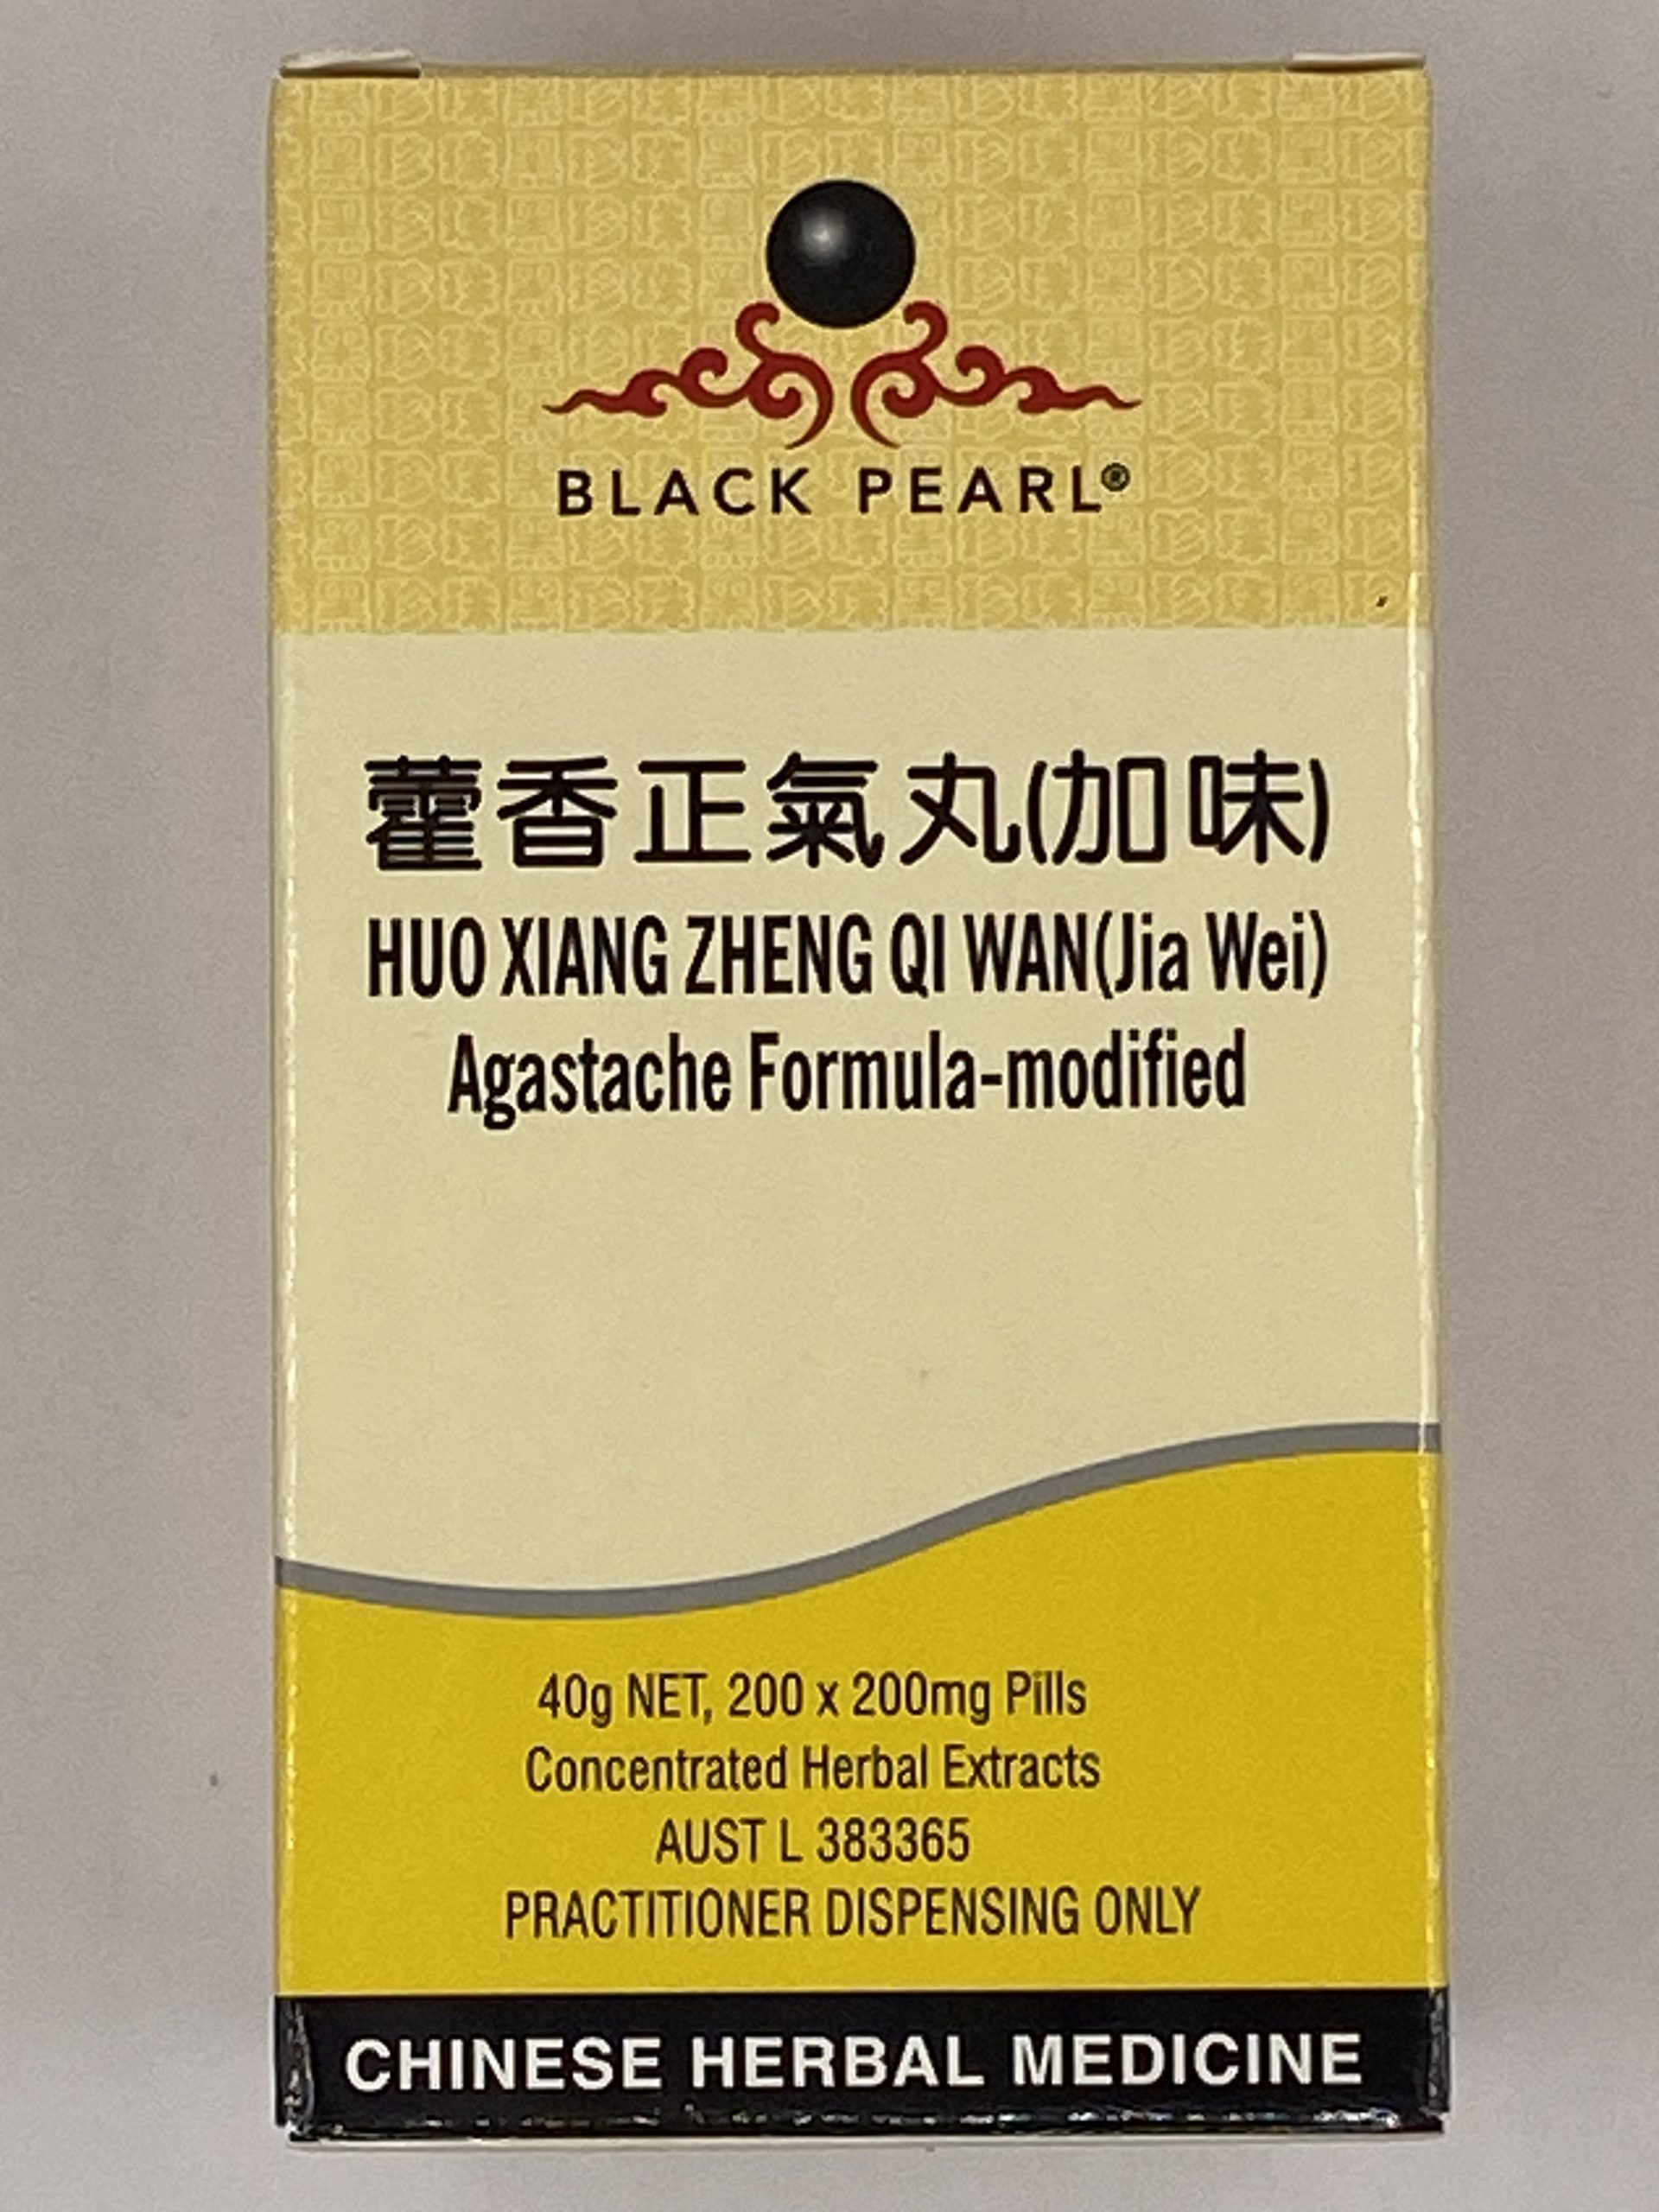 BLACK PEARL®
藿香正氣丸(加味)
HUO XIANG ZHENG QI WAN(Jia Wei)
Agastache Formula-modified
40g NET, 200 x 200mg Pills
Concentrated Herbal Extracts
AUST L 383365
PRACTITIONER DISPENSING ONLY
CHINESE HERBAL MEDICINE